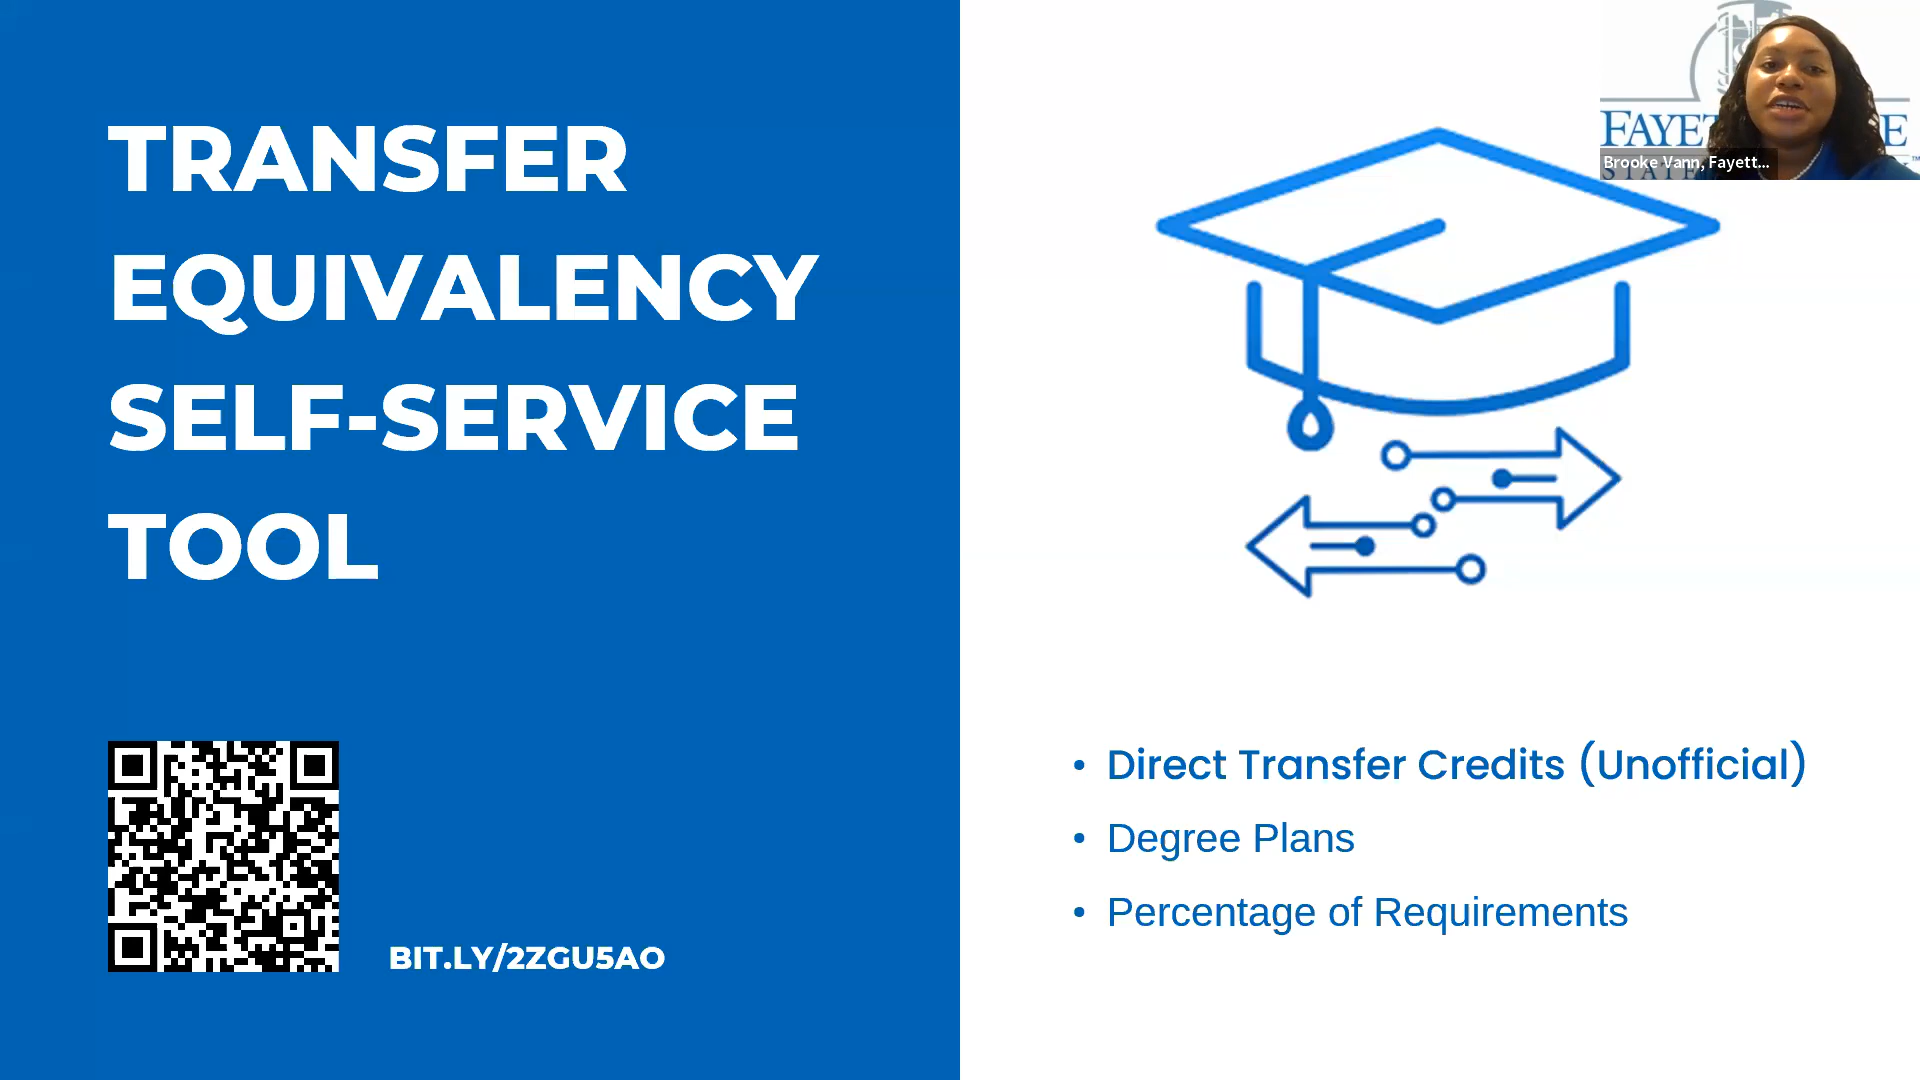 TRANSFER
EQUIVALENCY
SELF-SERVICE
TOOL
BIT.LY/2ZGU5AO
Brooke Vann, Fayett...
• Direct Transfer Credits (Unofficial)
• Degree Plans
• Percentage of Requirements